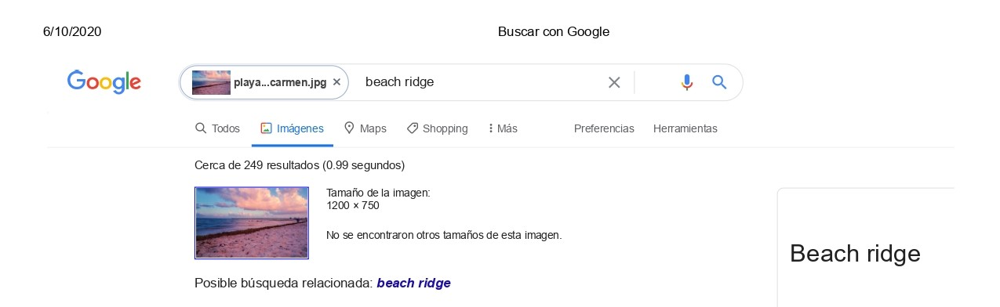 6/10/2020 Buscar con Google
Google playa...carmen.jpg × beach ridge
Todos Imágenes Maps Shopping Más Preferencias Herramientas
Cerca de 249 resultados (0.99 segundos)
Tamaño de la imagen:
1200 × 750
No se encontraron otros tamaños de esta imagen.
Beach ridge
Posible búsqueda relacionada: beach ridge